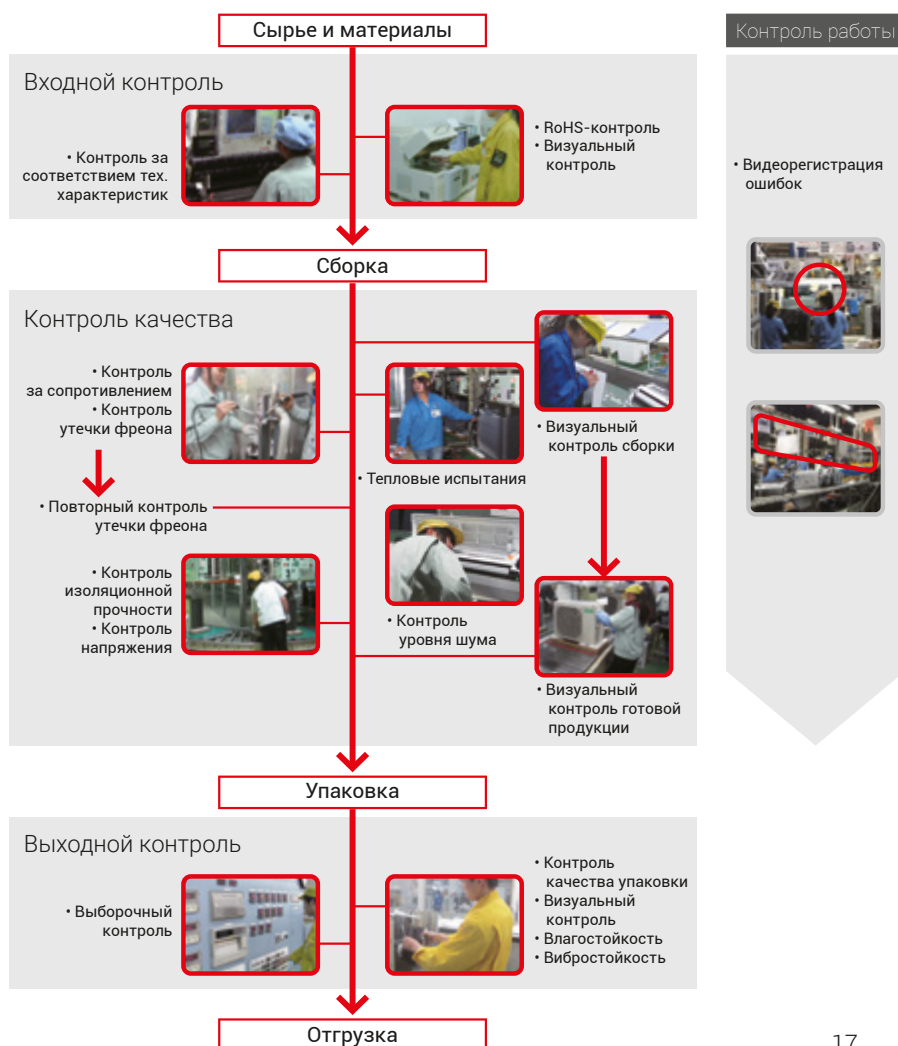 Сырье и материалы
Контроль работы
Входной контроль
• Контроль за
соответствием тех.
характеристик
• RoHS-контроль
• Визуальный
контроль
• Видеорегистрация
ошибок
Сборка
Контроль качества
• Контроль
за сопротивлением
• Контроль
утечки фреона
• Повторный контроль
утечки фреона
• Тепловые испытания
• Визуальный
контроль сборки
• Контроль
изоляционной
прочности
• Контроль
напряжения
• Контроль
уровня шума
• Визуальный
контроль готовой
продукции
Упаковка
Выходной контроль
• Выборочный
контроль
• Контроль
качества упаковки
• Визуальный
контроль
• Влагостойкость
• Вибростойкость
Отгрузка
17